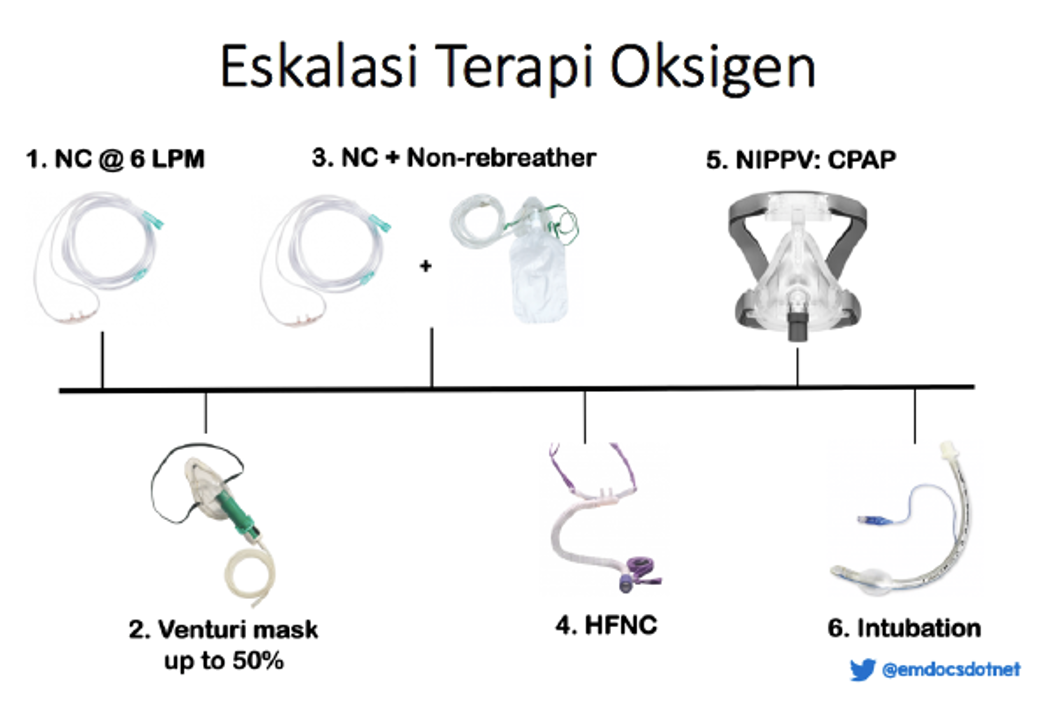 Eskalasi Terapi Oksigen
1. NC @ 6 LPM
3. NC + Non-rebreather
5. NIPPV: CPAP
+
2. Venturi mask
up to 50%
4. HFNC
6. Intubation
@emdocsdotnet